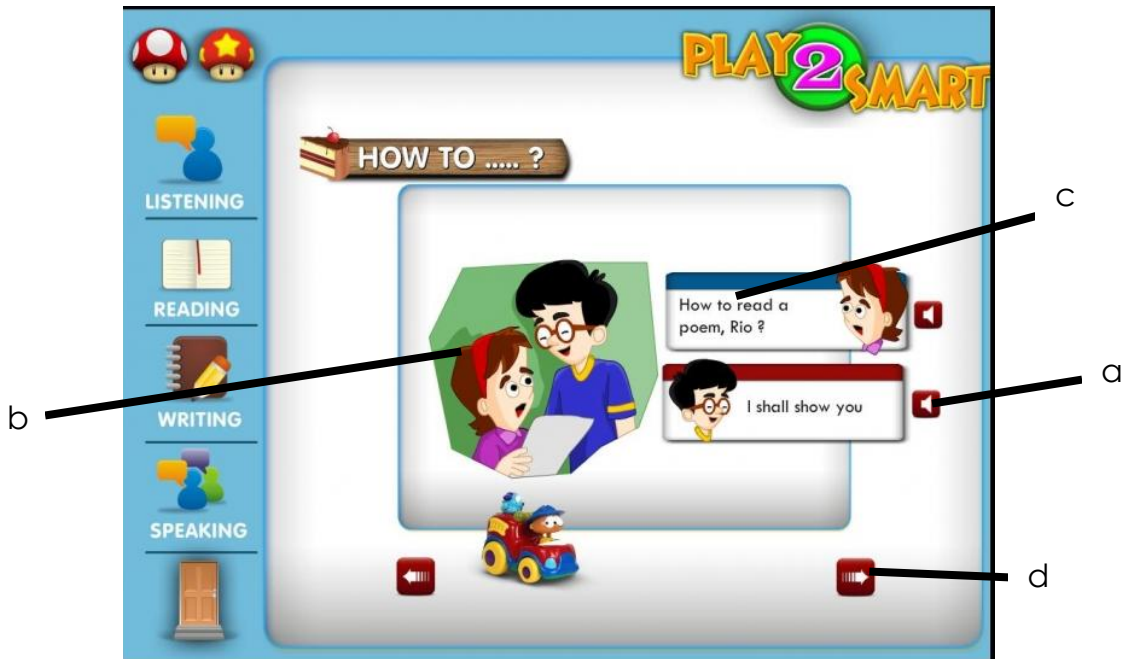 PLAY 2 SMART
HOW TO ..... ?
LISTENING
READING
WRITING
SPEAKING
How to read a
poem, Rio ?
I shall show you
c
a
b
d